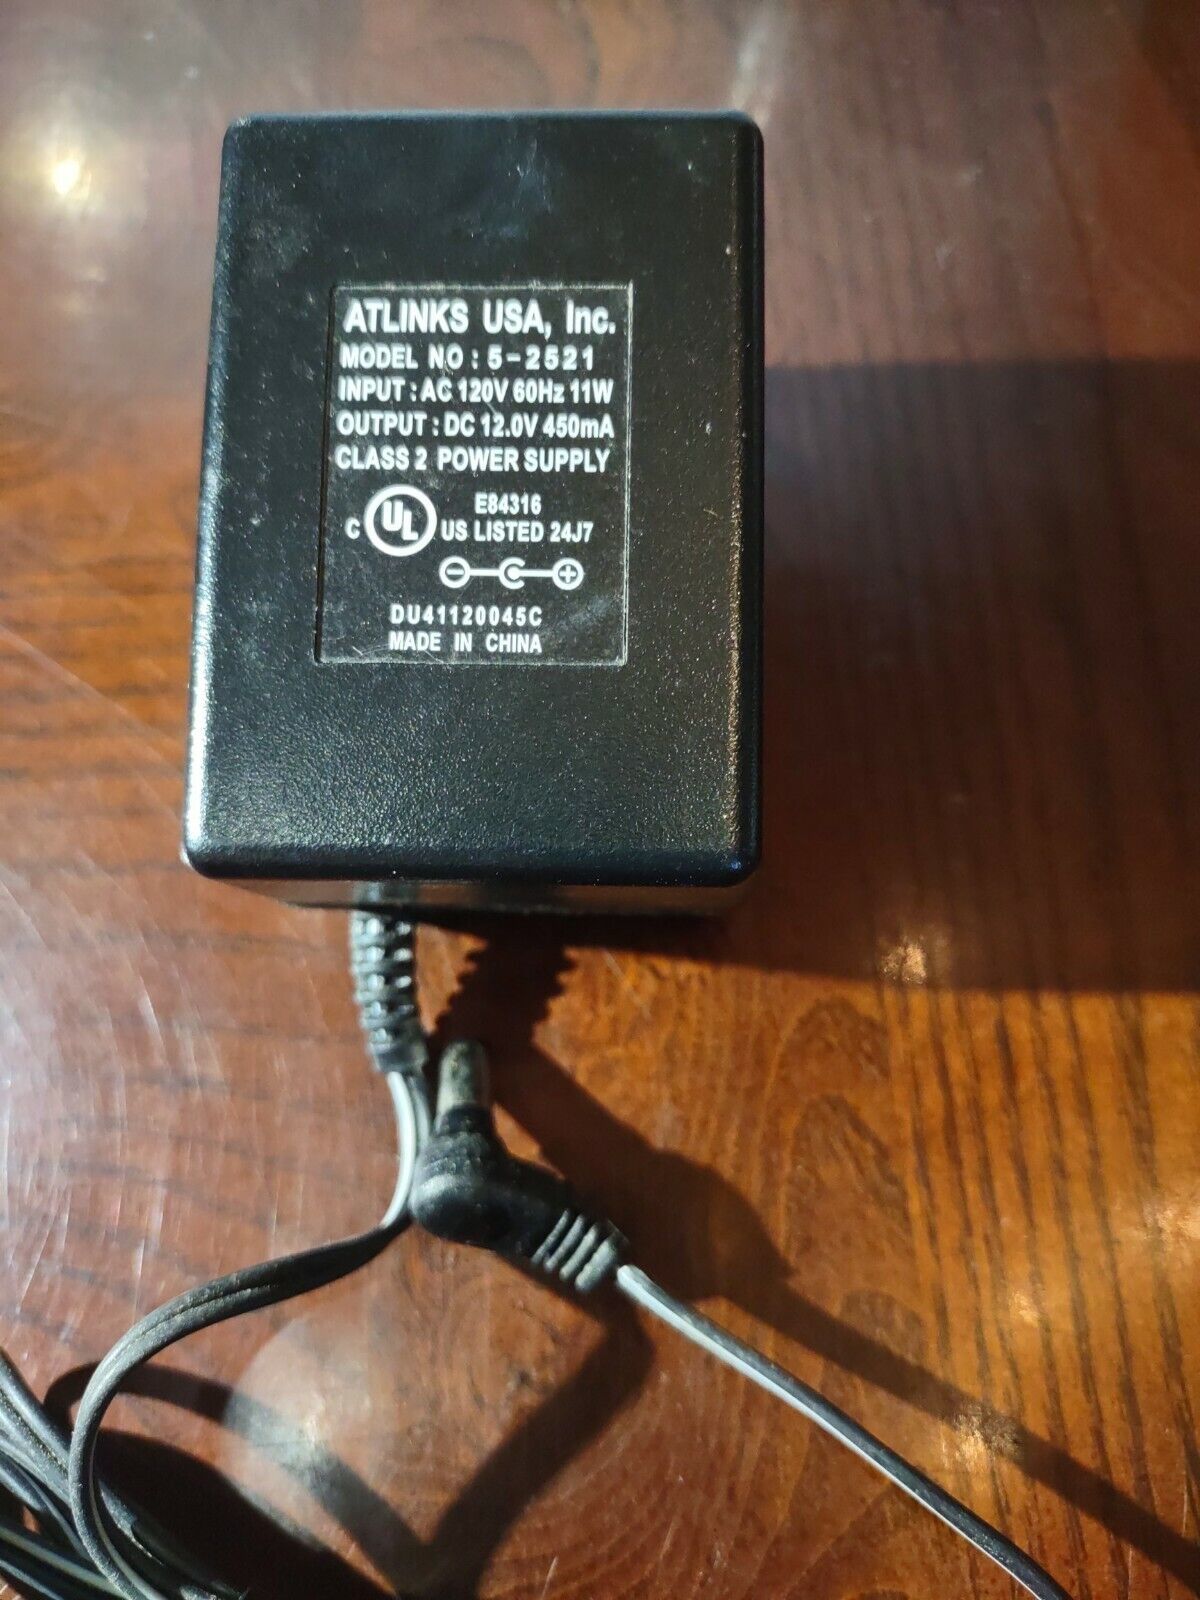 ATLINKS USA, Inc.
MODEL NO : 5-2521
INPUT : AC 120V 60Hz 11W
OUTPUT : DC 12.0V 450mA
CLASS 2 POWER SUPPLY
E84316
C UL US LISTED 24J7
DU41120045C
MADE IN CHINA